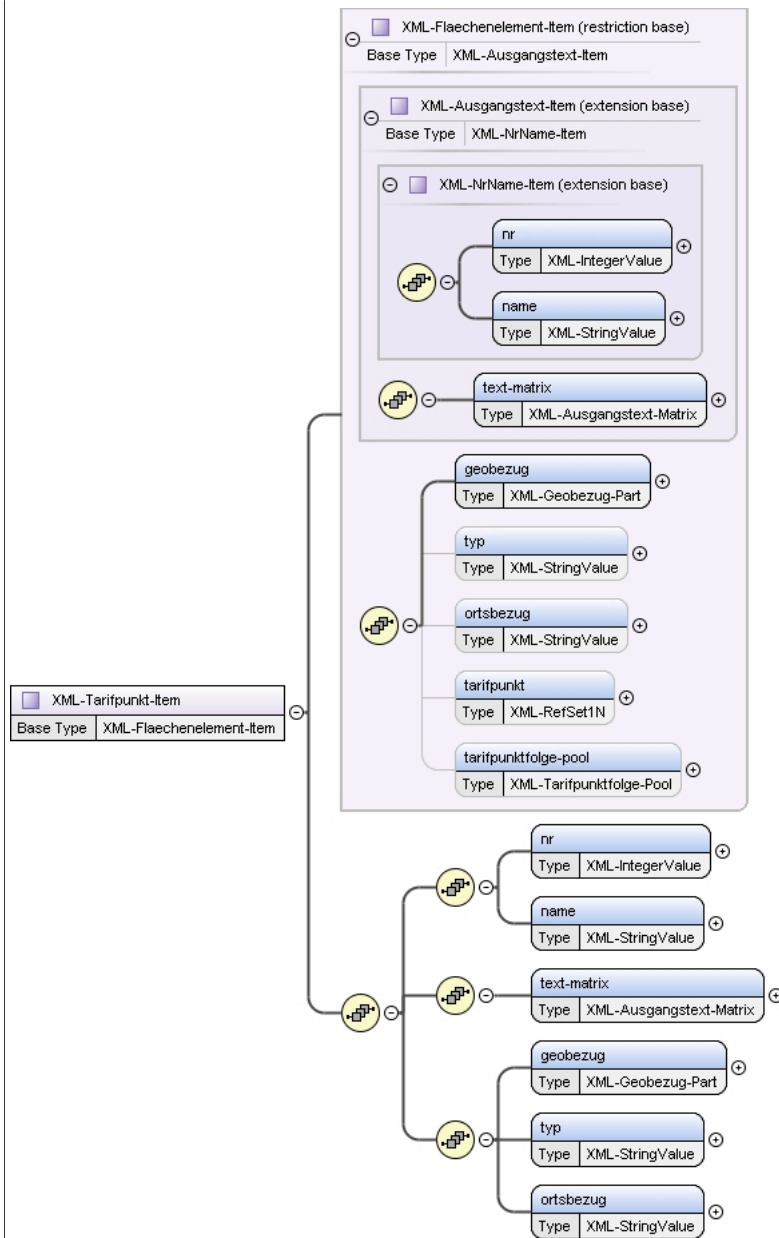 XML-Flaechenelement-Item (restriction base)
Base Type XML-Ausgangstext-Item
XML-Ausgangstext-Item (extension base)
Base Type XML-NrName-Item
XML-NrName-Item (extension base)
nr
Type XML-IntegerValue
name
Type XML-StringValue
text-matrix
Type XML-Ausgangstext-Matrix
geobezug
Type XML-Geobezug-Part
typ
Type XML-StringValue
ortsbezug
Type XML-StringValue
tarifpunkt
Type XML-RefSet1N
tarifpunktfolge-pool
Type XML-Tarifpunktfolge-Pool
XML-Tarifpunkt-Item
Base Type XML-Flaechenelement-Item
nr
Type XML-IntegerValue
name
Type XML-StringValue
text-matrix
Type XML-Ausgangstext-Matrix
geobezug
Type XML-Geobezug-Part
typ
Type XML-StringValue
ortsbezug
Type XML-StringValue